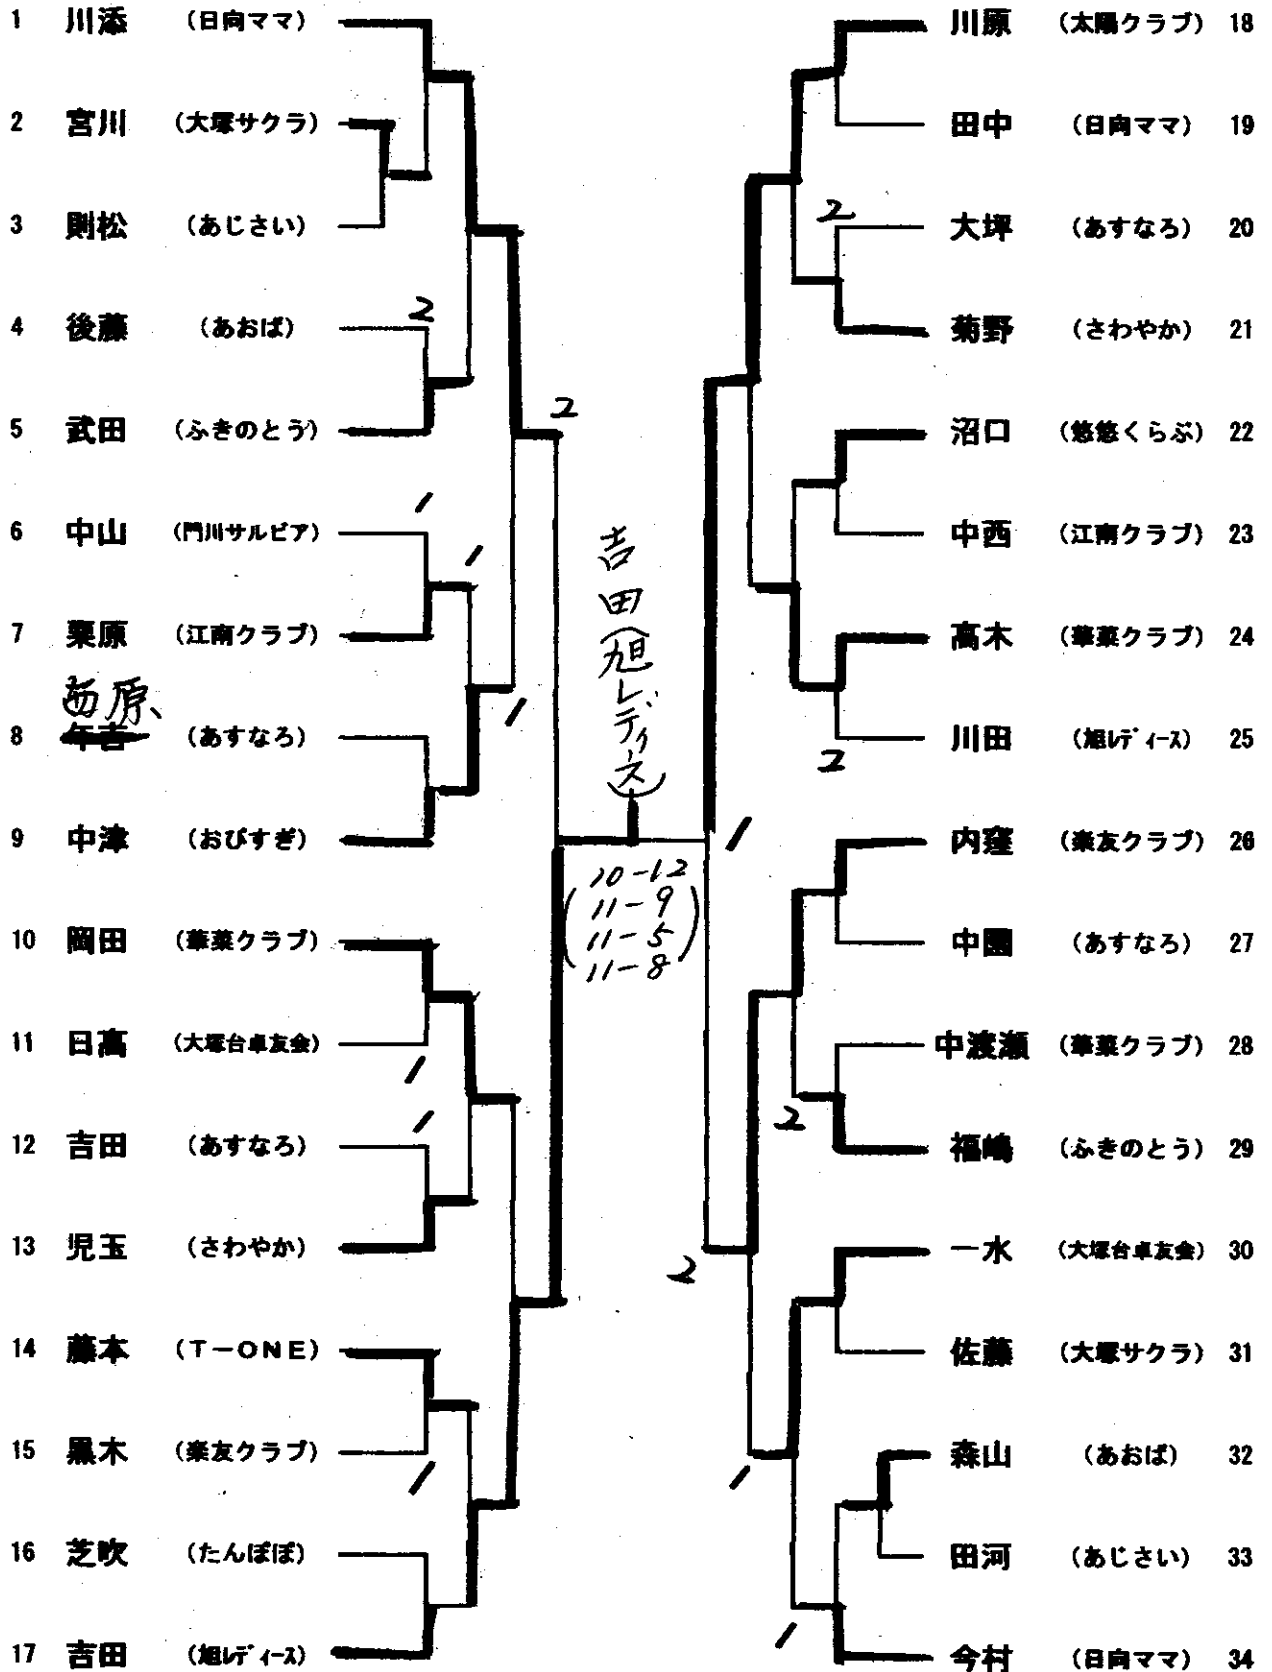 1 川添 (日向ママ)
2 宮川 (大塚サクラ)
3 則松 (あじさい)
4 後藤 (あおば)
2
5 武田 (ふきのとう)
2
6 中山 (門川サルビア)
7 栗原 (江南クラブ)
西原
8 (あすなろ)
9 中津 (おびすぎ)
10 岡田 (華菜クラブ)
11 日高 (大塚台卓友会)
12 吉田 (あすなろ)
13 児玉 (さわやか)
14 藤本 (T-ONE)
15 黒木 (楽友クラブ)
16 芝吹 (たんぽぽ)
17 吉田 (旭レディース)
吉田(旭レディース)
10-12
11-9
11-5
11-8
川原 (太陽クラブ) 18
田中 (日向ママ) 19
2
大坪 (あすなろ) 20
菊野 (さわやか) 21
沼口 (悠悠くらぶ) 22
中西 (江南クラブ) 23
高木 (華菜クラブ) 24
川田 (旭レディース) 25
2
内窪 (楽友クラブ) 26
中園 (あすなろ) 27
中渡瀬 (華菜クラブ) 28
2
福嶋 (ふきのとう) 29
一水 (大塚台卓友会) 30
2
佐藤 (大塚サクラ) 31
森山 (あおば) 32
田河 (あじさい) 33
今村 (日向ママ) 34